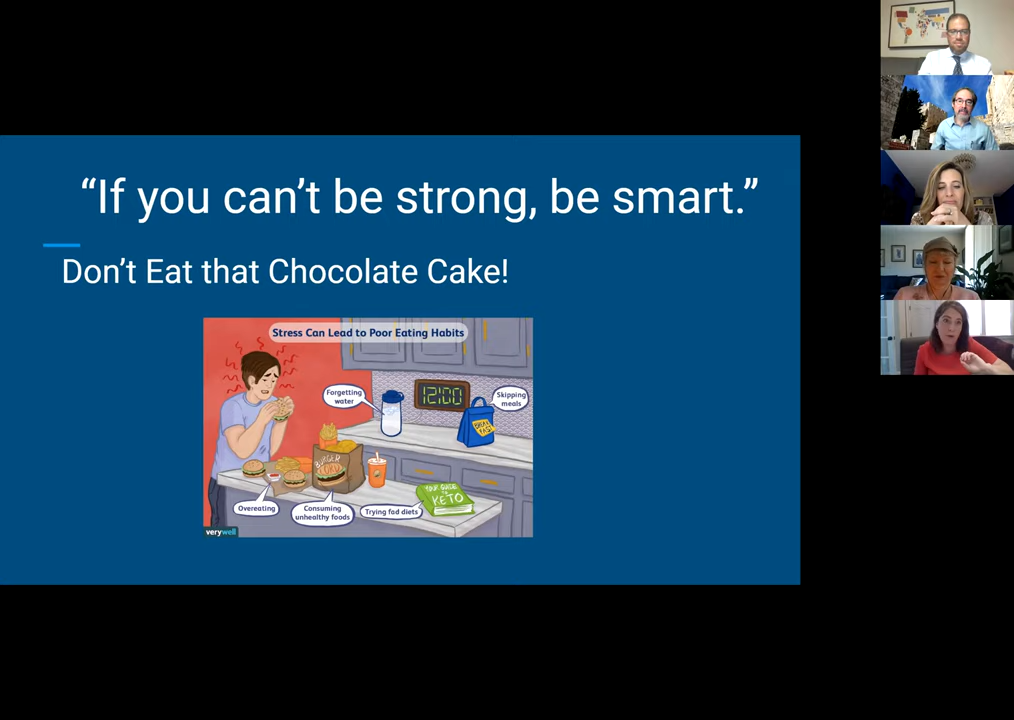 “If you can’t be strong, be smart.”
Don’t Eat that Chocolate Cake!
Stress Can Lead to Poor Eating Habits
Forgetting
water
12:00
Skipping
meals
BREAK
FAST
BURGER
YOUR GUIDE
TO
KETO
Overeating
Consuming
unhealthy foods
Trying fad diets
verywell